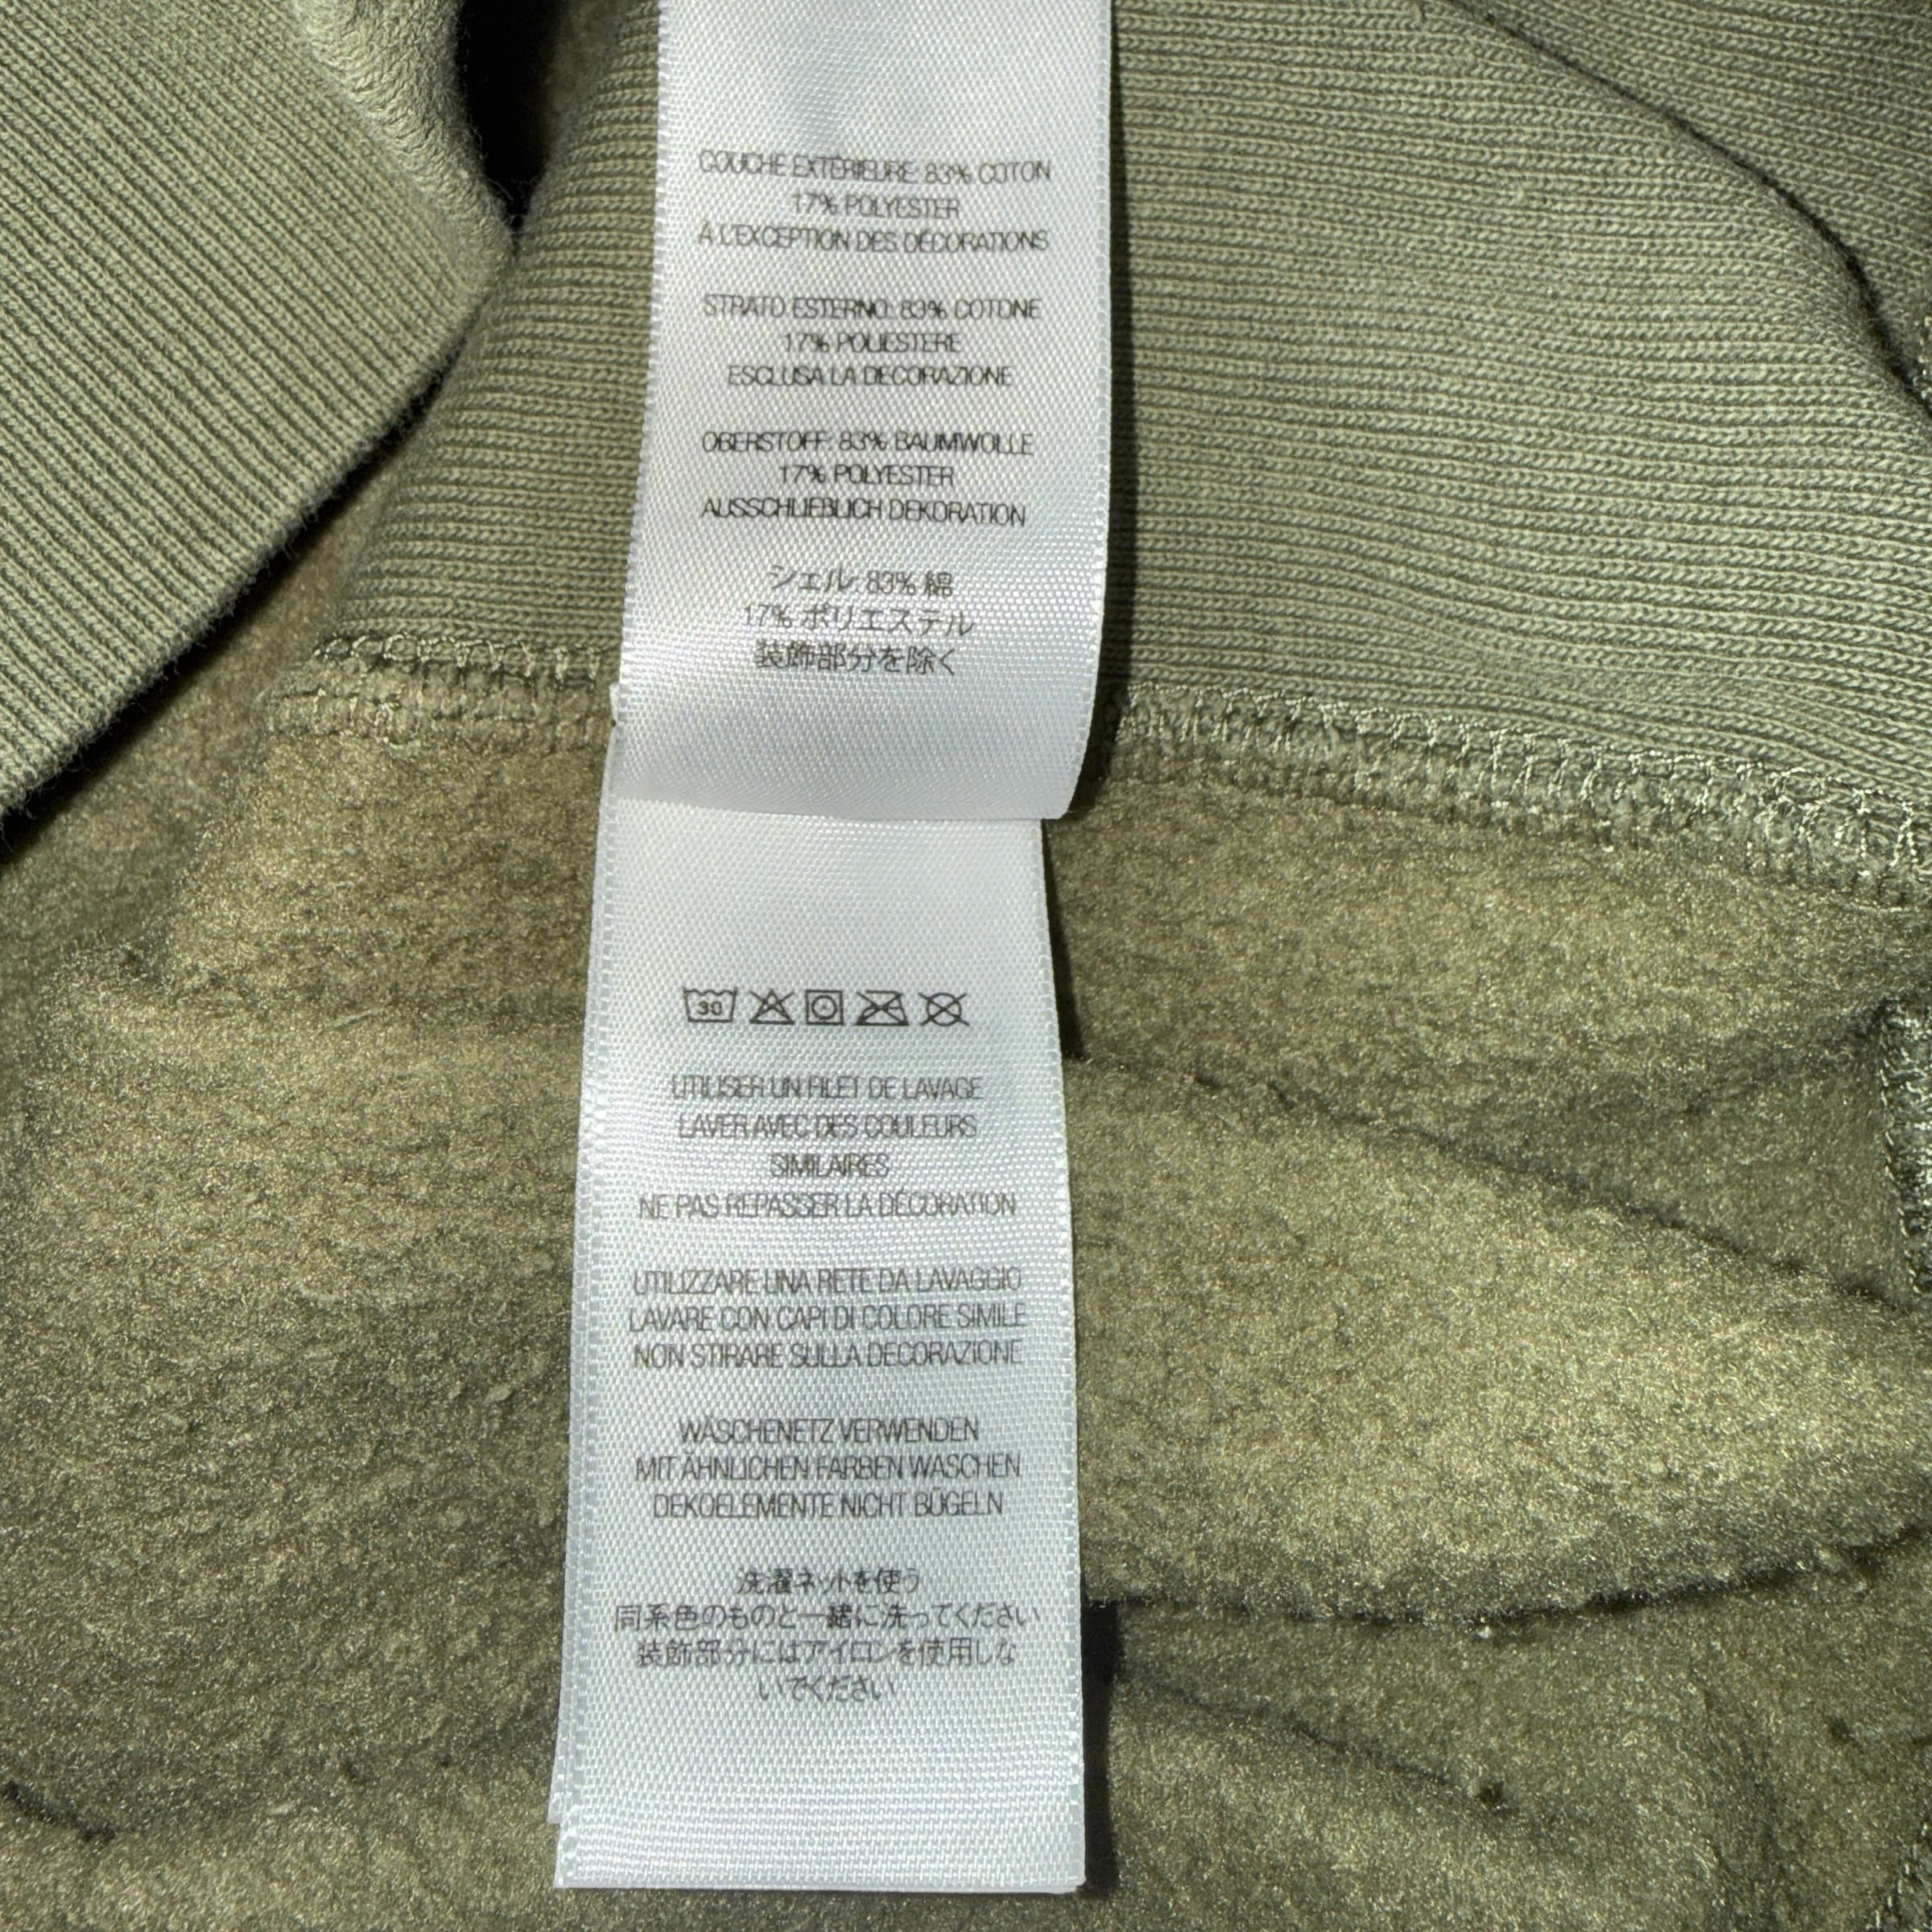 COUCHE EXTÉRIEURE: 83% COTON
17% POLYESTER
À L'EXCEPTION DES DÉCORATIONS
STRATO ESTERNO: 83% COTONE
17% POLIESTERE
ESCLUSA LA DECORAZIONE
OBERSTOFF: 83% BAUMWOLLE
17% POLYESTER
AUSSCHLIEBLICH DEKORATION
シェル: 83% 綿
17% ポリエステル
装飾部分を除く
30
UTILISER UN FILET DE LAVAGE
LAVER AVEC DES COULEURS
SIMILAIRES
NE PAS REPASSER LA DÉCORATION
UTILIZZARE UNA RETE DA LAVAGGIO
LAVARE CON CAPI DI COLORE SIMILE
NON STIRARE SULLA DECORAZIONE
WÄSCHENETZ VERWENDEN
MIT ÄHNLICHEN FARBEN WASCHEN
DEKOELEMENTE NICHT BÜGELN
洗濯ネットを使う
同系色のものと一緒に洗ってください
装飾部分にはアイロンを使用しな
いでください